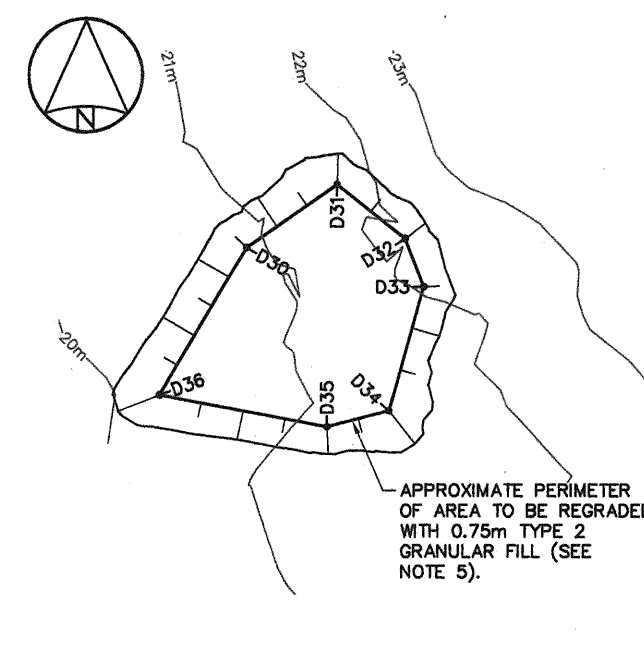 N
21m
22m
23m
20m
D31
D32
D30
D33
D36
D35
D34
APPROXIMATE PERIMETER
OF AREA TO BE REGRADED
WITH 0.75m TYPE 2
GRANULAR FILL (SEE
NOTE 5).